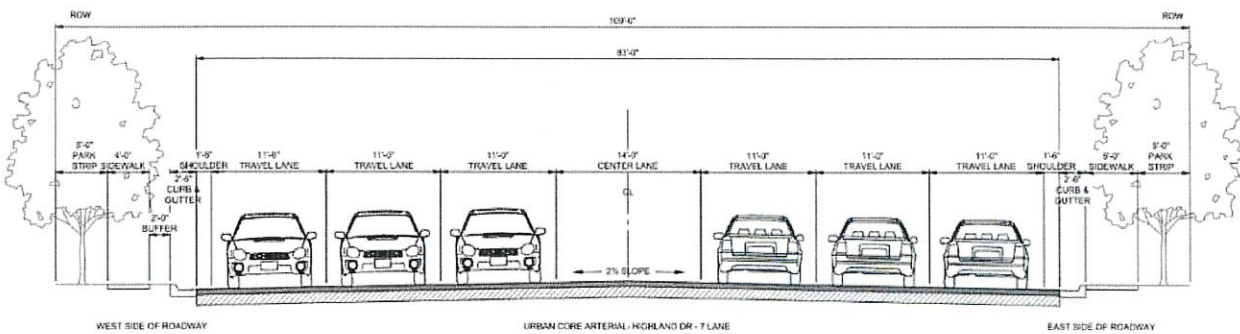 ROW
109'-0"
ROW
83'-0"
5'-0"
PARK
STRIP
4'-0"
SIDEWALK
2'-0"
BUFFER
2'-6"
CURB &
GUTTER
1'-6"
SHOULDER
11'-0"
TRAVEL LANE
11'-0"
TRAVEL LANE
11'-0"
TRAVEL LANE
14'-0"
CENTER LANE
CL
11'-0"
TRAVEL LANE
11'-0"
TRAVEL LANE
11'-0"
TRAVEL LANE
1'-6"
SHOULDER
2'-6"
CURB &
GUTTER
5'-0"
SIDEWALK
5'-0"
PARK
STRIP
2% SLOPE
WEST SIDE OF ROADWAY
URBAN CORE ARTERIAL - HIGHLAND DR - 7 LANE
EAST SIDE OF ROADWAY